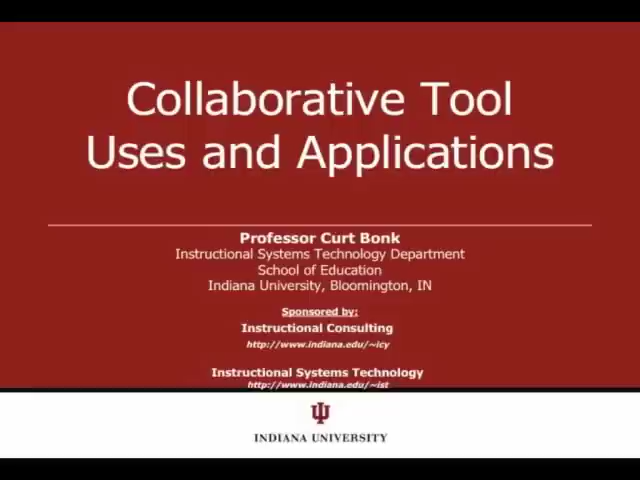 Collaborative Tool
Uses and Applications
Professor Curt Bonk
Instructional Systems Technology Department
School of Education
Indiana University, Bloomington, IN
Sponsored by:
Instructional Consulting
http://www.indiana.edu/~icy
Instructional Systems Technology
http://www.indiana.edu/~ist
INDIANA UNIVERSITY